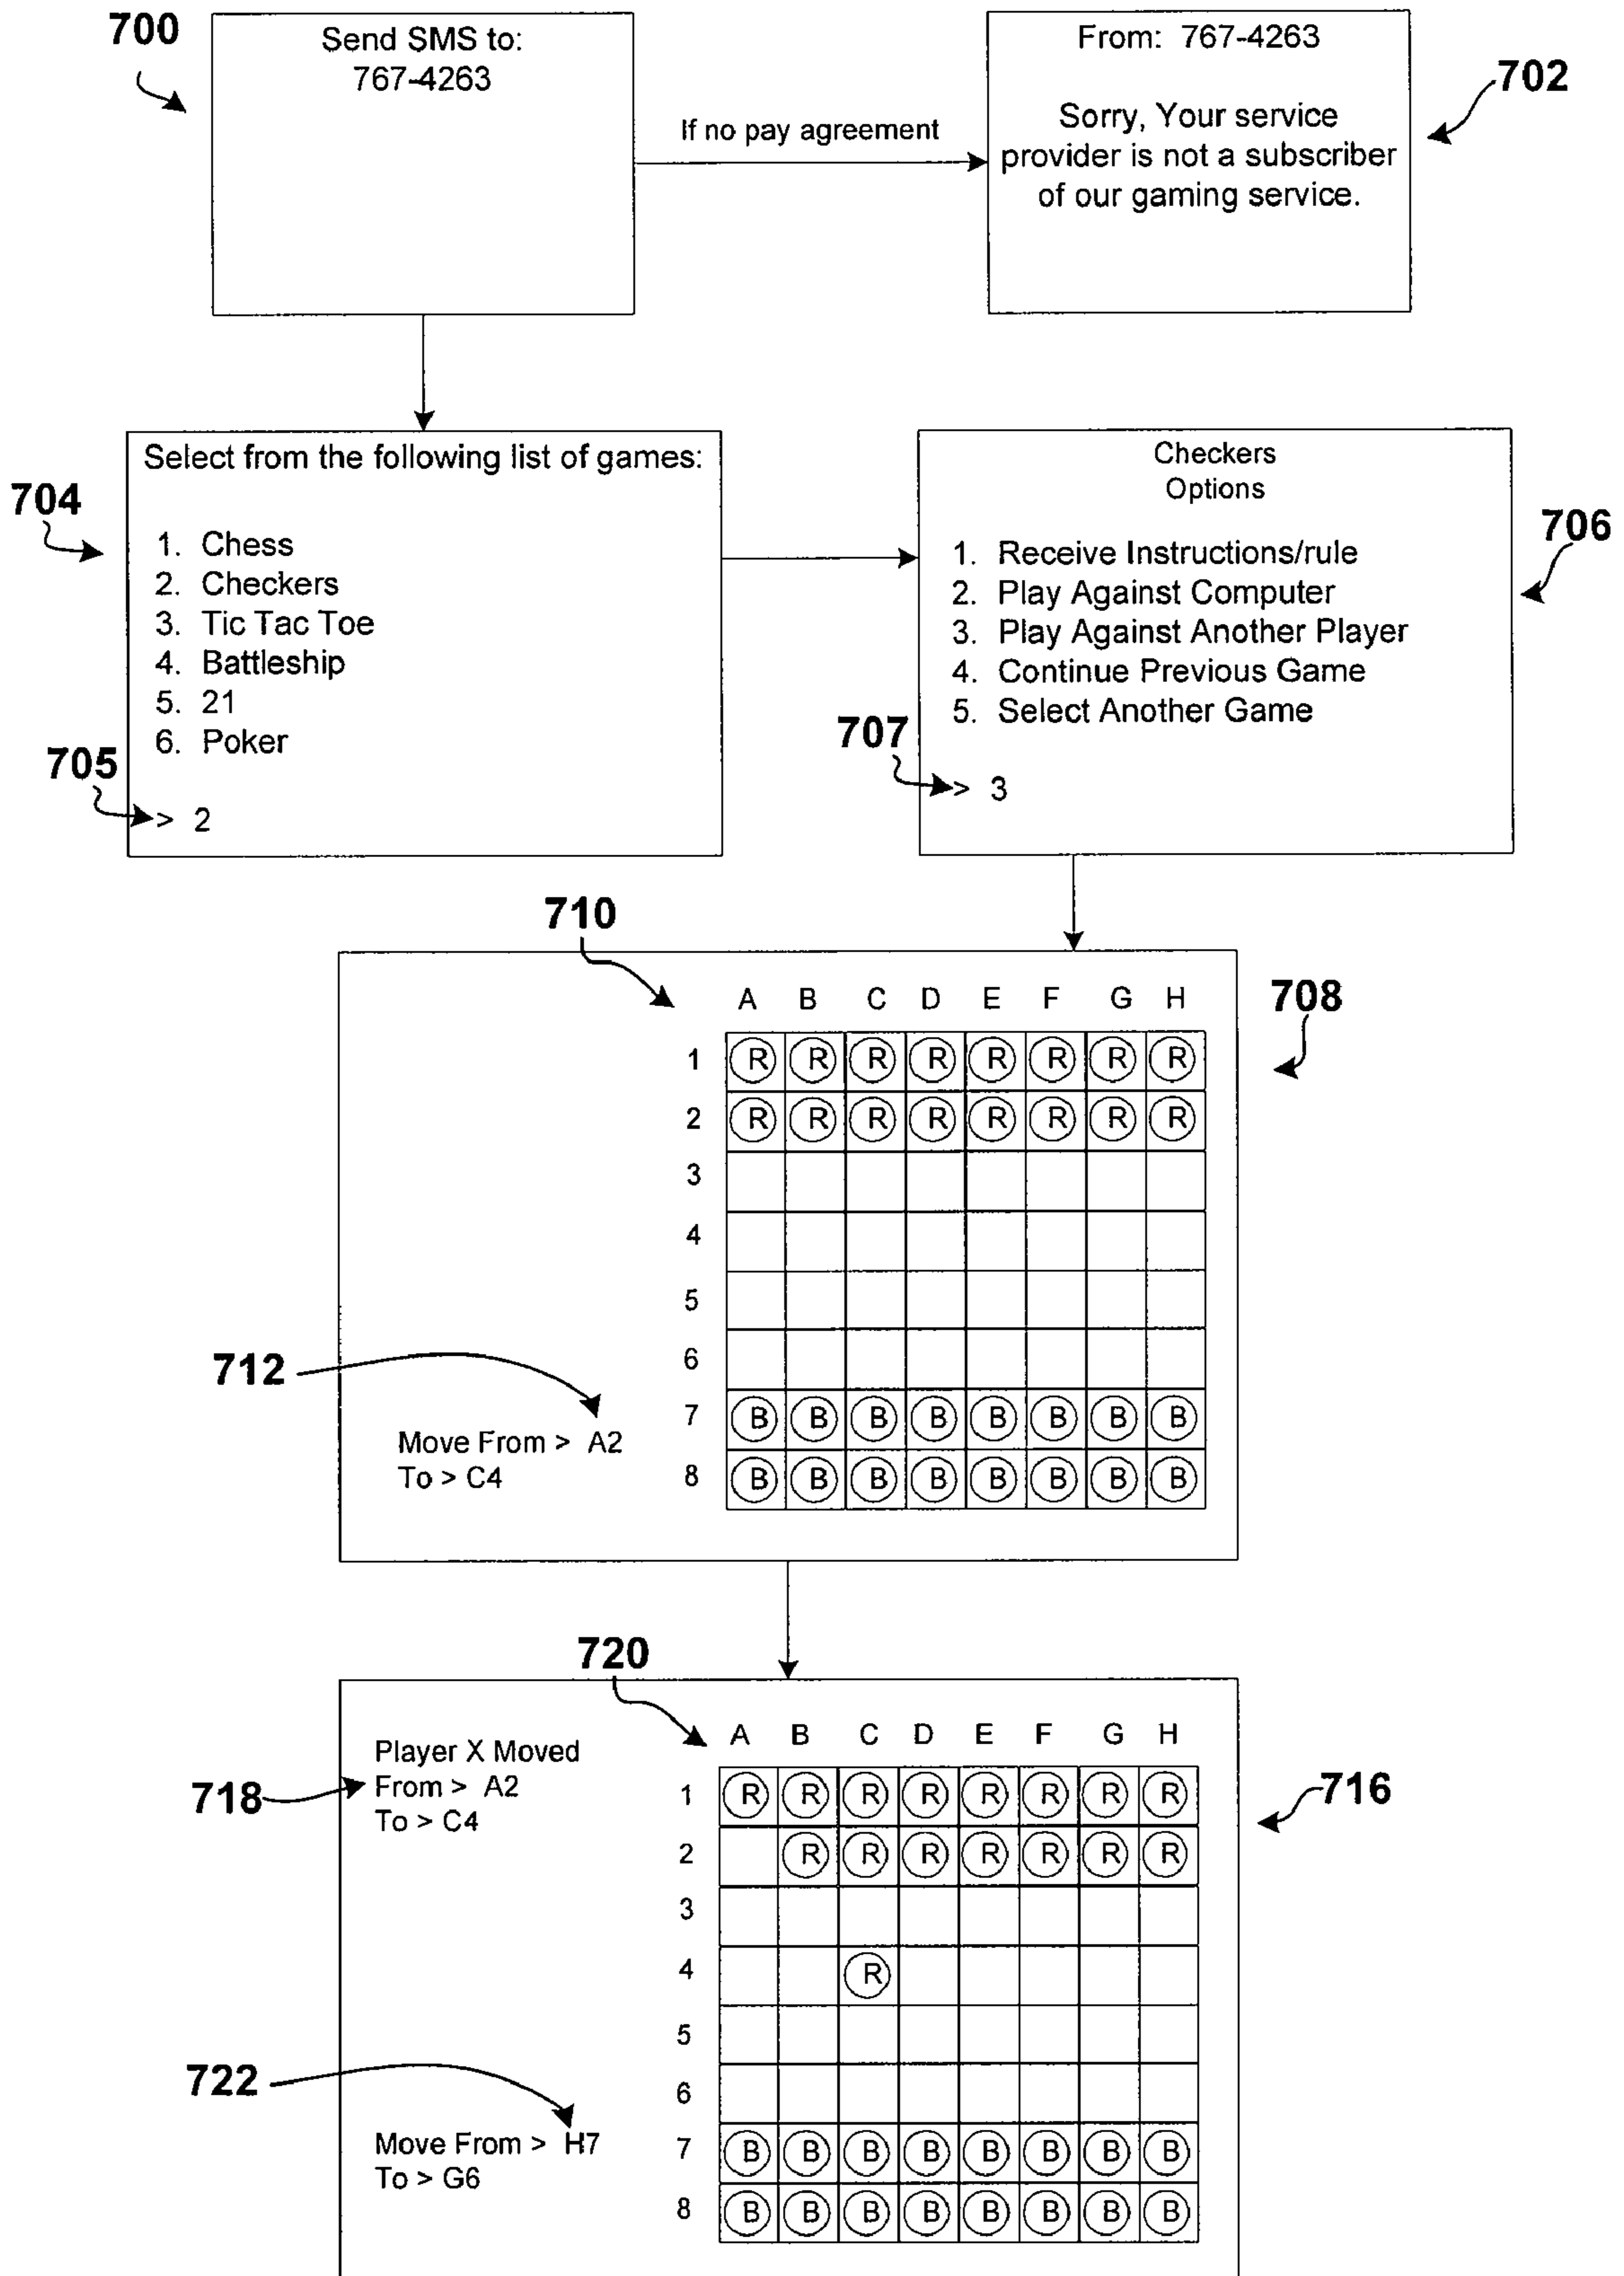 700
Send SMS to:
767-4263
If no pay agreement
From: 767-4263
Sorry, Your service
provider is not a subscriber
of our gaming service.
702
704
Select from the following list of games:
1. Chess
2. Checkers
3. Tic Tac Toe
4. Battleship
5. 21
6. Poker
705
> 2
Checkers
Options
1. Receive Instructions/rule
2. Play Against Computer
3. Play Against Another Player
4. Continue Previous Game
5. Select Another Game
706
707
> 3
710
708
A B C D E F G H
1 R R R R R R R R
2 R R R R R R R R
3
4
5
6
7 B B B B B B B B
8 B B B B B B B B
712
Move From > A2
To > C4
720
716
718
Player X Moved
From > A2
To > C4
A B C D E F G H
1 R R R R R R R R
2 R R R R R R R
3
4 R
5
6
7 B B B B B B B B
8 B B B B B B B B
722
Move From > H7
To > G6